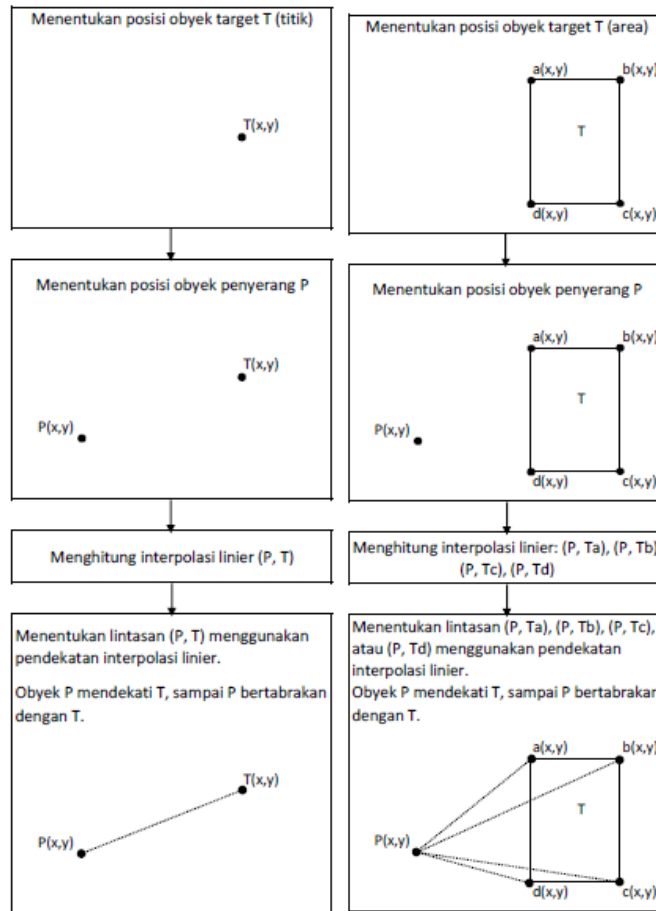 Menentukan posisi obyek target T (titik)
T(x,y)
Menentukan posisi obyek penyerang P
T(x,y)
P(x,y)
Menghitung interpolasi linier (P, T)
Menentukan lintasan (P, T) menggunakan
pendekatan interpolasi linier.
Obyek P mendekati T, sampai P bertabrakan
dengan T.
T(x,y)
P(x,y)
Menentukan posisi obyek target T (area)
a(x,y) b(x,y)
T
d(x,y) c(x,y)
Menentukan posisi obyek penyerang P
a(x,y) b(x,y)
T
P(x,y)
d(x,y) c(x,y)
Menghitung interpolasi linier: (P, Ta), (P, Tb)
(P, Tc), (P, Td)
Menentukan lintasan (P, Ta), (P, Tb), (P, Tc),
atau (P, Td) menggunakan pendekatan
interpolasi linier.
Obyek P mendekati T, sampai P bertabrakan
dengan T.
a(x,y) b(x,y)
T
P(x,y)
d(x,y) c(x,y)